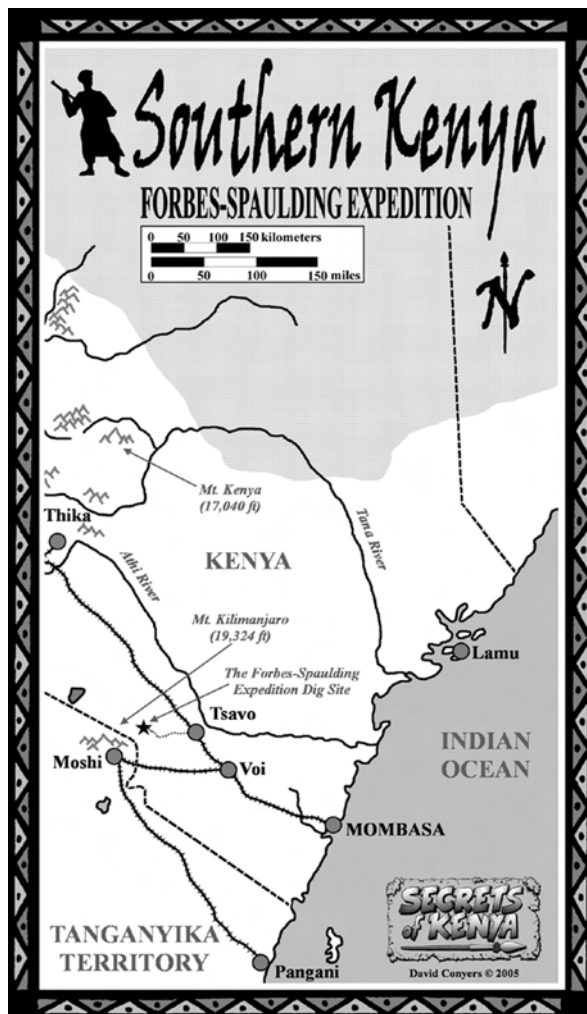 Southern Kenya
FORBES-SPAULDING EXPEDITION
0 50 100 150 kilometers
0 50 100 150 miles
N
Mt. Kenya
(17,040 ft)
Thika
Athi River
KENYA
Tana River
Mt. Kilimanjaro
(19,324 ft)
Lamu
The Forbes-Spaulding
Expedition Dig Site
Tsavo
Moshi
Voi
INDIAN
OCEAN
MOMBASA
SECRETS
of KENYA
TANGANYIKA
TERRITORY
Pangani
David Conyers © 2005